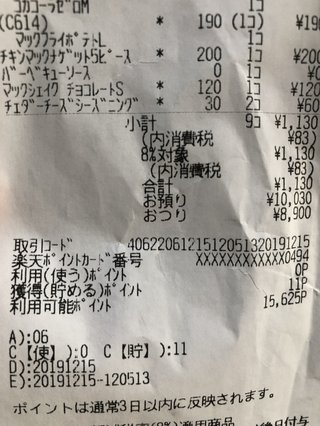 コカコーラゼロM 1コ
(C614) * 190 (1コ) ¥190
マックフライポテトL 1コ
チキンマックナゲット5ピース * 200 1コ ¥200
バーベキューソース 0 1コ ¥0
マックシェイク チョコレートS * 120 1コ ¥120
チェダーチーズシーズニング * 30 2コ ¥60
小計 9コ ¥1,130
(内消費税 ¥83)
8%対象 ¥1,130
(内消費税 ¥83)
合計 ¥1,130
お預り ¥10,030
おつり ¥8,900
取引コード 4062206121512051320191215
楽天ポイントカード番号 XXXXXXXXXXXX0494
利用(使う)ポイント 0P
獲得(貯める)ポイント 11P
利用可能ポイント 15,625P
A):06
C【使】):0 C【貯】):11
D):20191215
E):20191215-120513
ポイントは通常3日以内に反映されます。